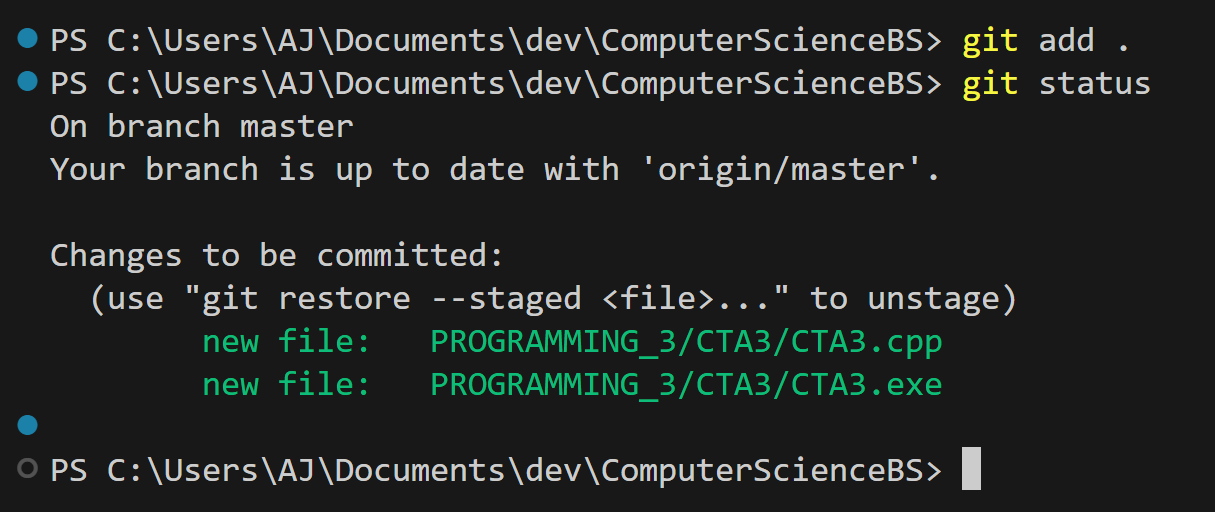 PS C:\Users\AJ\Documents\dev\ComputerScienceBS> git add .
PS C:\Users\AJ\Documents\dev\ComputerScienceBS> git status
On branch master
Your branch is up to date with 'origin/master'.

Changes to be committed:
  (use "git restore --staged <file>..." to unstage)
        new file:   PROGRAMMING_3/CTA3/CTA3.cpp
        new file:   PROGRAMMING_3/CTA3/CTA3.exe

PS C:\Users\AJ\Documents\dev\ComputerScienceBS>